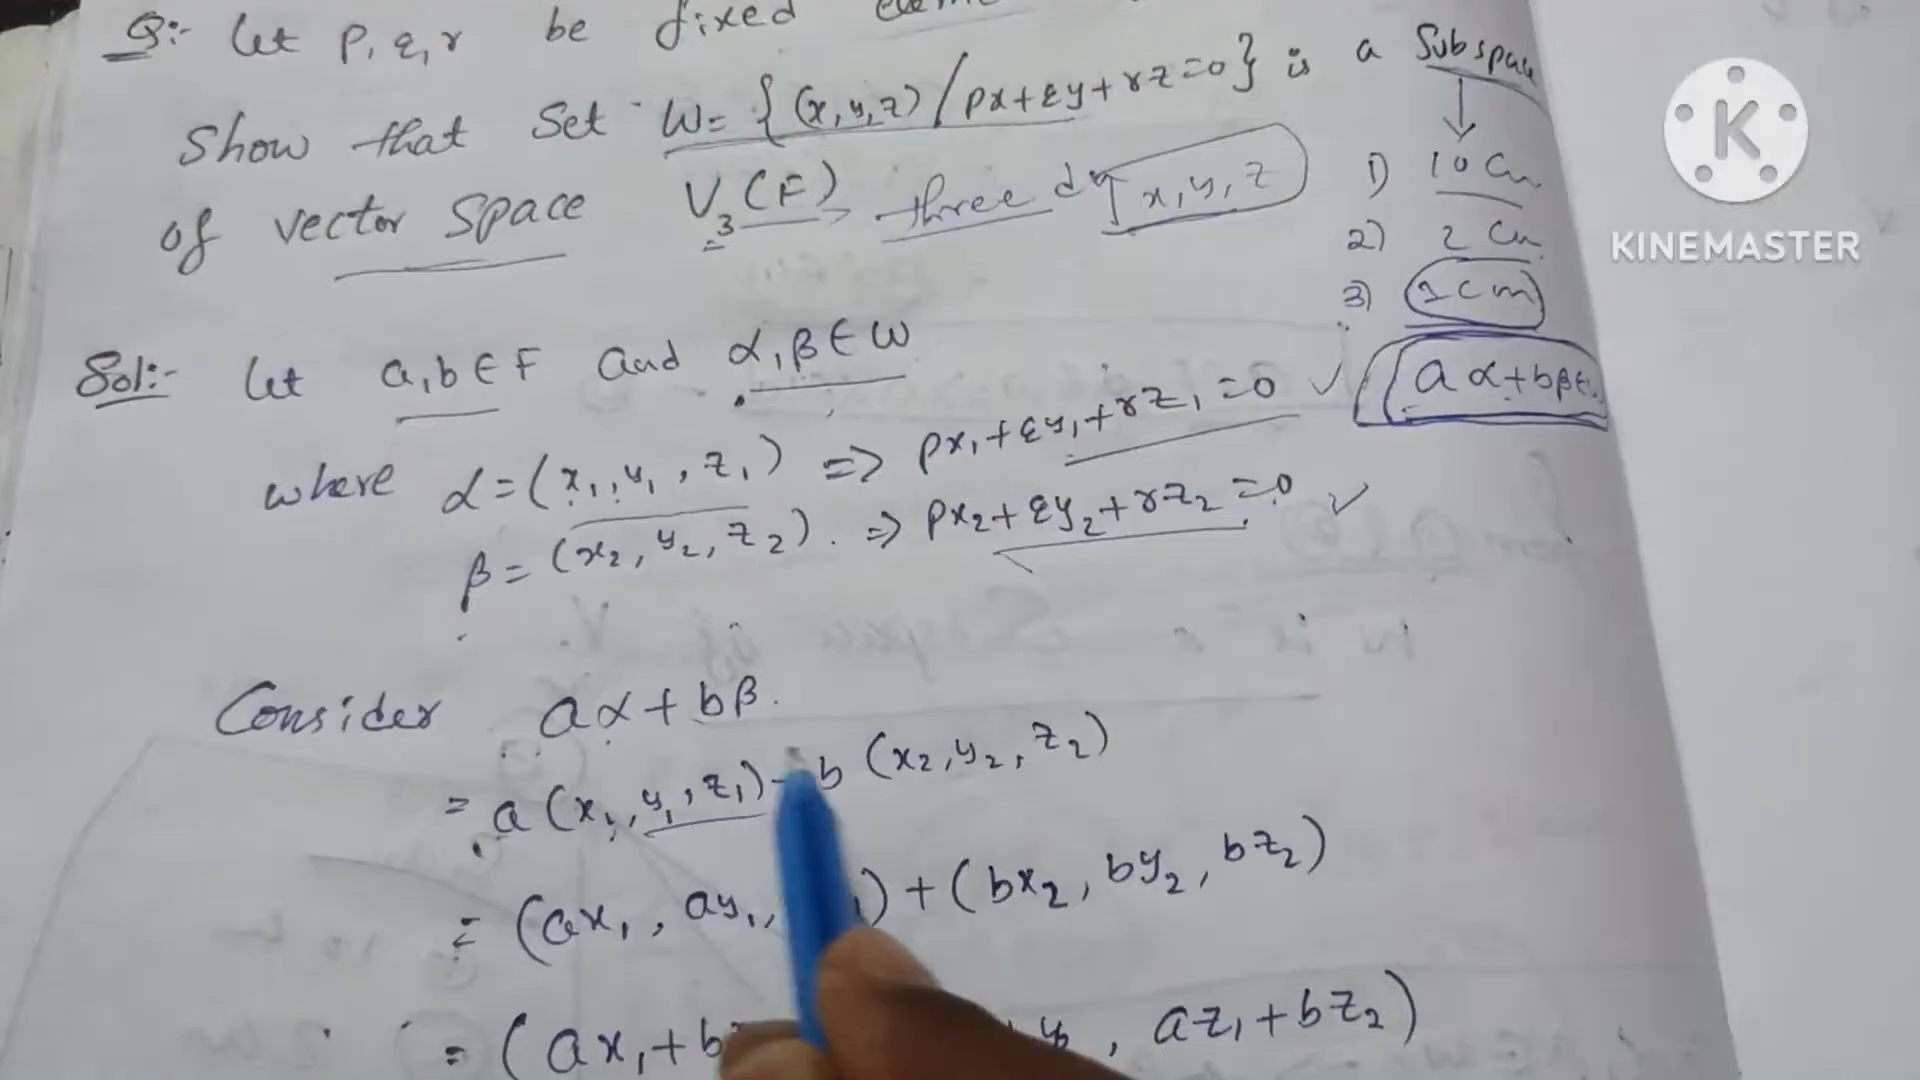 Q:- Let p, q, r be fixed
Show that Set W = { (x, y, z) / px + qy + rz = 0 } is a Subspace
of vector Space V₃(F) three dy x, y, z
1) 10 Cm
2) 2 Cm
3) 1 cm
aα + bβ ∈
Sol:- Let a, b ∈ F and α, β ∈ W
where α = (x₁, y₁, z₁) => px₁ + qy₁ + rz₁ = 0 ✓
β = (x₂, y₂, z₂). => px₂ + qy₂ + rz₂ = 0 ✓
Consider aα + bβ.
= a (x₁, y₁, z₁) + b (x₂, y₂, z₂)
= (ax₁, ay₁, ₁) + (bx₂, by₂, bz₂)
= (ax₁ + b , az₁ + bz₂)
K
KINEMASTER